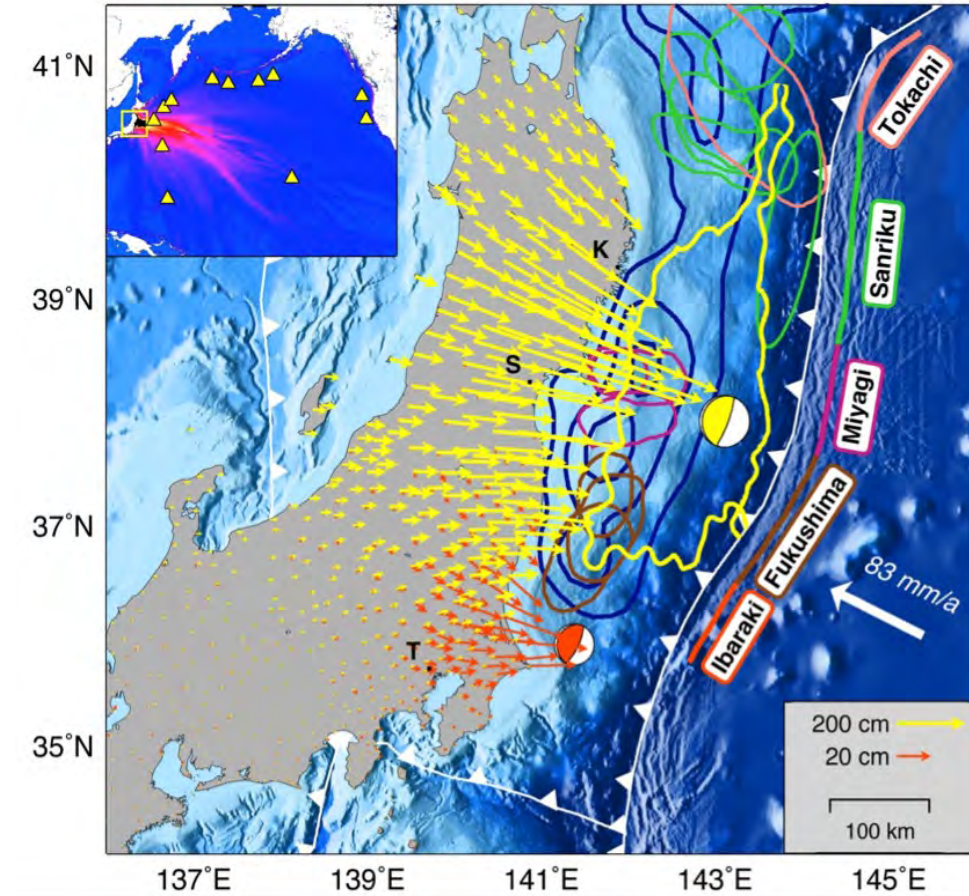 41°N
39°N
37°N
35°N
137°E
139°E
141°E
143°E
145°E
K
S
T
Tokachi
Sanriku
Miyagi
Fukushima
Ibaraki
83 mm/a
200 cm
20 cm
100 km